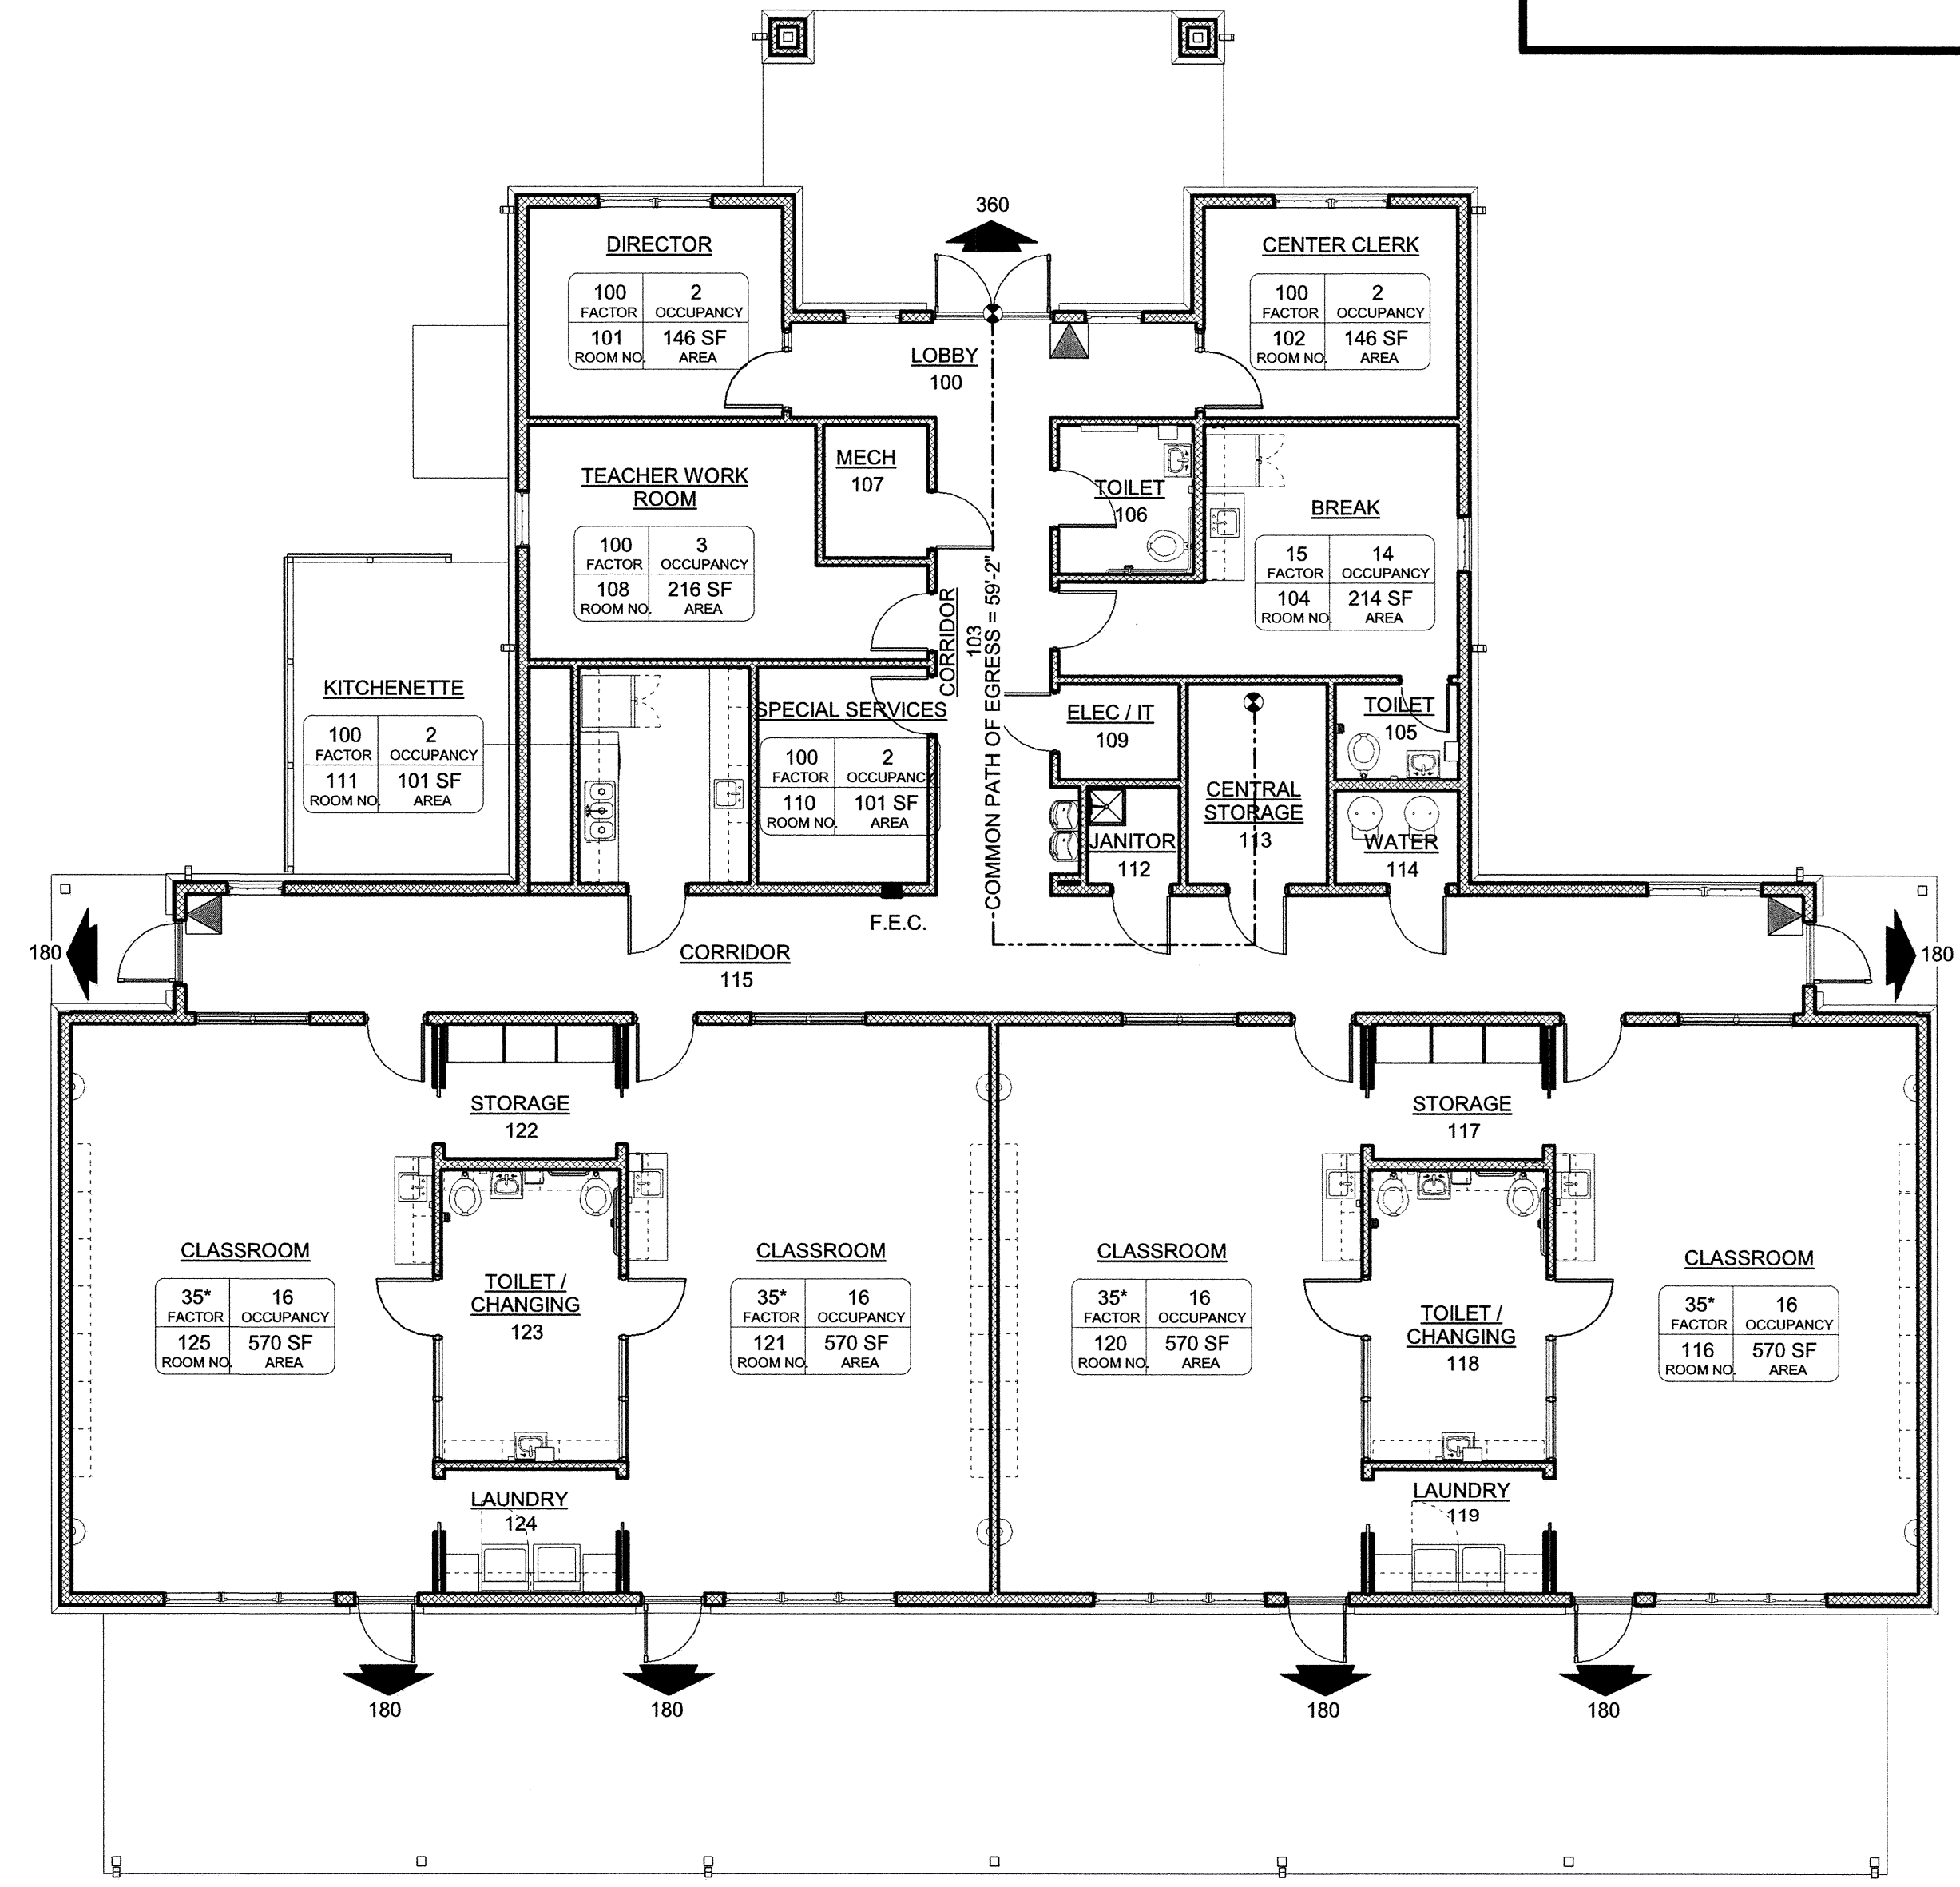 360
DIRECTOR
100 2
FACTOR OCCUPANCY
101 146 SF
ROOM NO. AREA
CENTER CLERK
100 2
FACTOR OCCUPANCY
102 146 SF
ROOM NO. AREA
LOBBY
100
MECH
107
TEACHER WORK
ROOM
100 3
FACTOR OCCUPANCY
108 216 SF
ROOM NO. AREA
TOILET
106
BREAK
15 14
FACTOR OCCUPANCY
104 214 SF
ROOM NO. AREA
CORRIDOR
103
COMMON PATH OF EGRESS = 59'-2"
KITCHENETTE
100 2
FACTOR OCCUPANCY
111 101 SF
ROOM NO. AREA
SPECIAL SERVICES
100 2
FACTOR OCCUPANCY
110 101 SF
ROOM NO. AREA
ELEC / IT
109
TOILET
105
CENTRAL
STORAGE
113
JANITOR
112
WATER
114
F.E.C.
180
CORRIDOR
115
180
STORAGE
122
STORAGE
117
CLASSROOM
35* 16
FACTOR OCCUPANCY
125 570 SF
ROOM NO. AREA
TOILET /
CHANGING
123
CLASSROOM
35* 16
FACTOR OCCUPANCY
121 570 SF
ROOM NO. AREA
CLASSROOM
35* 16
FACTOR OCCUPANCY
120 570 SF
ROOM NO. AREA
TOILET /
CHANGING
118
CLASSROOM
35* 16
FACTOR OCCUPANCY
116 570 SF
ROOM NO. AREA
LAUNDRY
124
LAUNDRY
119
180
180
180
180